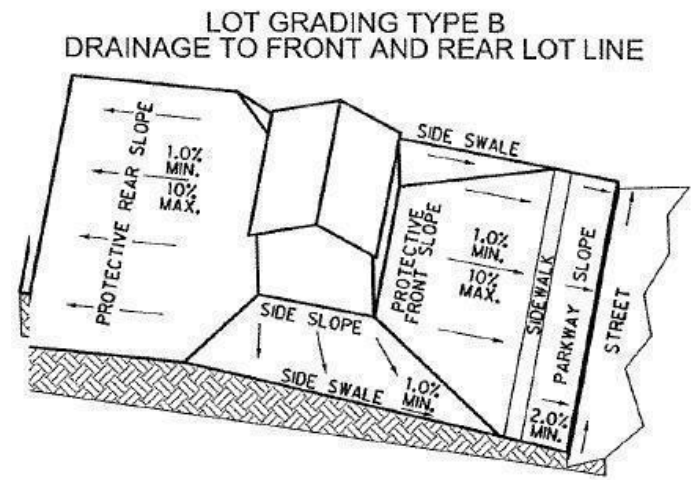 LOT GRADING TYPE B
DRAINAGE TO FRONT AND REAR LOT LINE
SIDE SWALE
PROTECTIVE REAR SLOPE
1.0%
MIN.
10%
MAX.
PROTECTIVE
FRONT SLOPE
1.0%
MIN.
10%
MAX.
SIDEWALK
PARKWAY SLOPE
STREET
SIDE SLOPE
SIDE SWALE
1.0%
MIN.
2.0%
MIN.